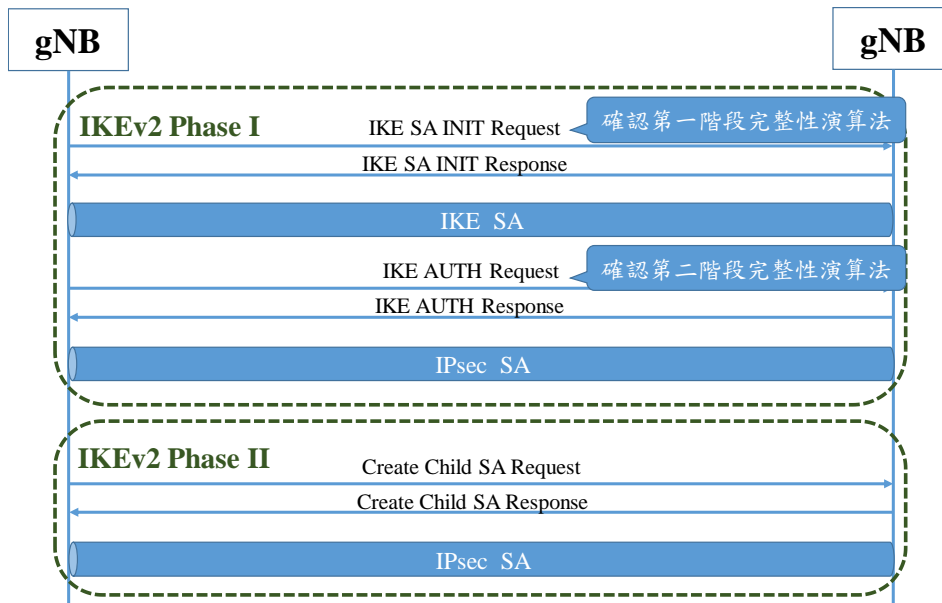 gNB
gNB
IKEv2 Phase I
確認第一階段完整性演算法
IKE SA INIT Request
IKE SA INIT Response
IKE SA
確認第二階段完整性演算法
IKE AUTH Request
IKE AUTH Response
IPsec SA
IKEv2 Phase II
Create Child SA Request
Create Child SA Response
IPsec SA